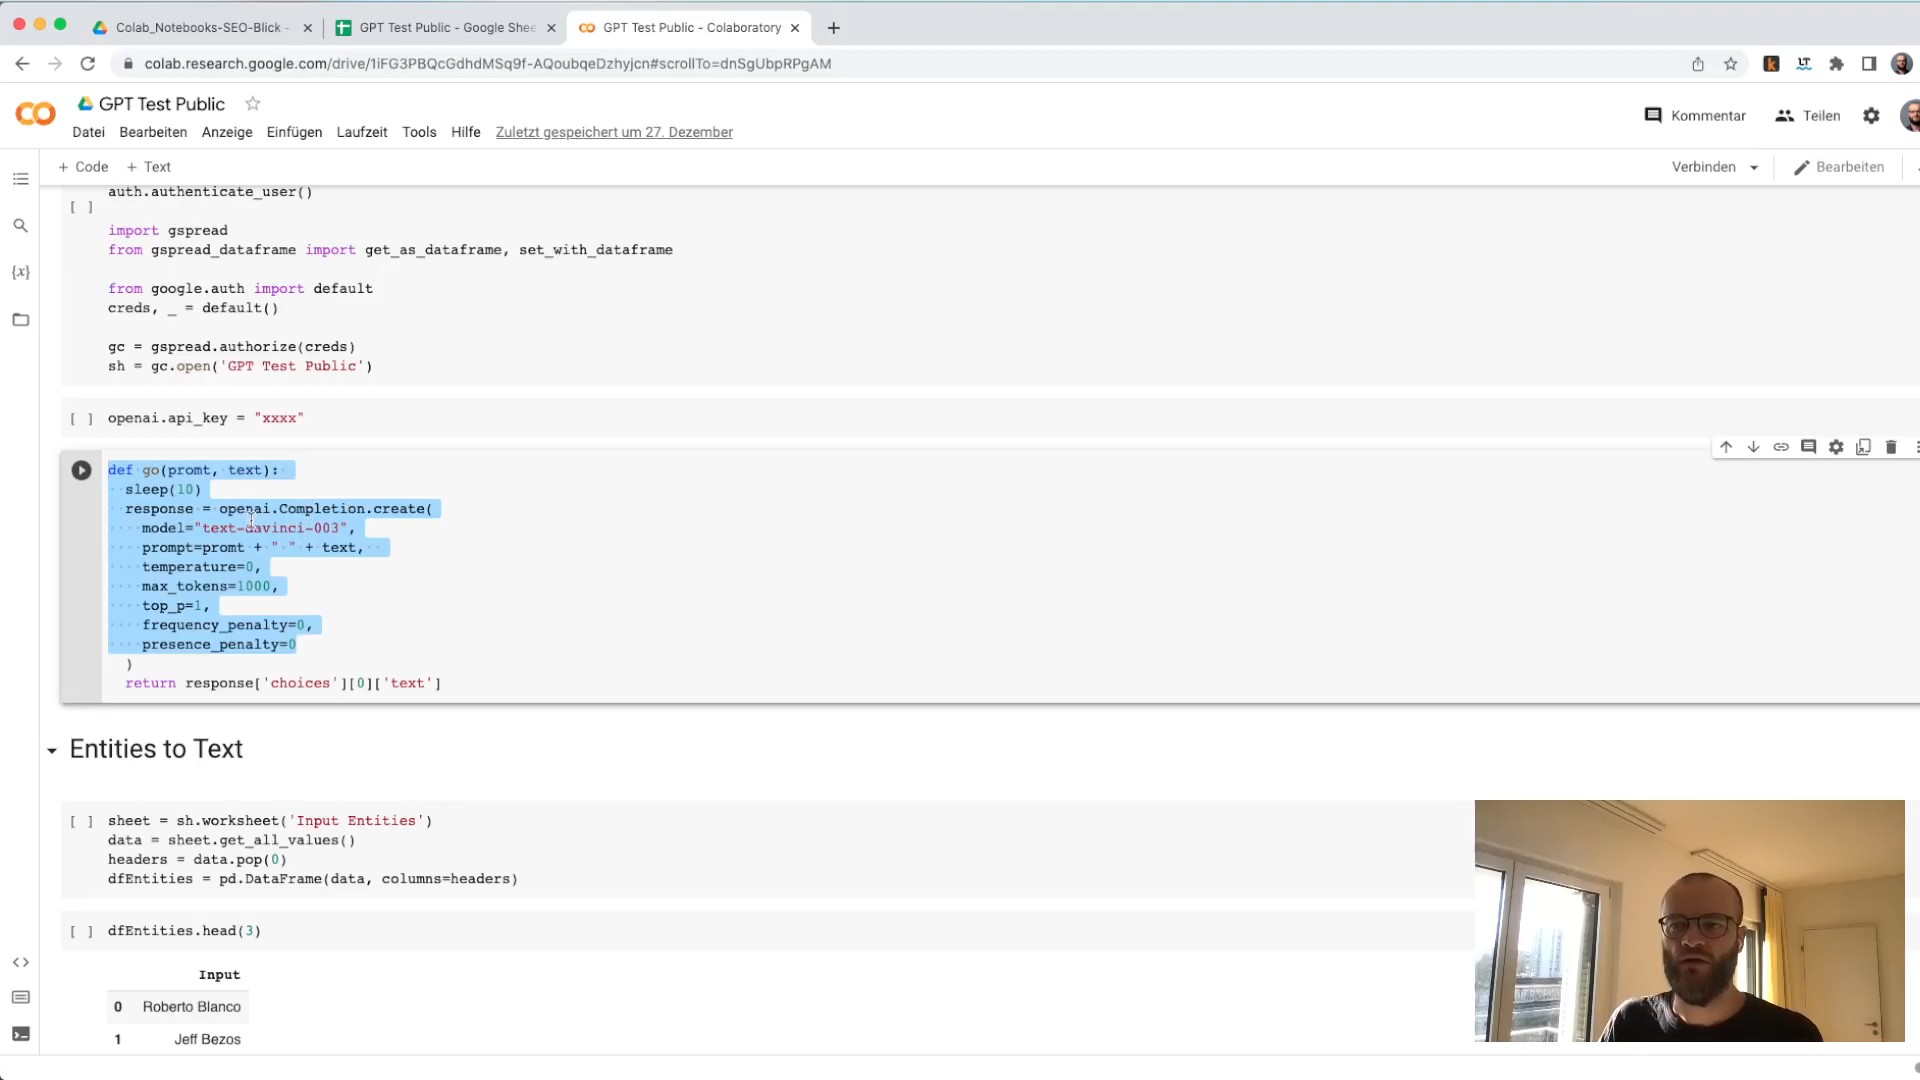 Colab_Notebooks-SEO-Blick -
GPT Test Public - Google Shee
GPT Test Public - Colaboratory
colab.research.google.com/drive/1iFG3PBQcGdhdMSq9f-AQoubqeDzhyjcn#scrollTo=dnSgUbpRPgAM
GPT Test Public
Datei Bearbeiten Anzeige Einfügen Laufzeit Tools Hilfe Zuletzt gespeichert um 27. Dezember
Kommentar Teilen
+ Code + Text
Verbinden Bearbeiten
auth.authenticate_user()
[ ]
import gspread
from gspread_dataframe import get_as_dataframe, set_with_dataframe
from google.auth import default
creds, _ = default()
gc = gspread.authorize(creds)
sh = gc.open('GPT Test Public')
[ ] openai.api_key = "xxxx"
def go(promt, text):
sleep(10)
response = openai.Completion.create(
model="text-davinci-003",
prompt=promt + " " + text,
temperature=0,
max_tokens=1000,
top_p=1,
frequency_penalty=0,
presence_penalty=0
)
return response['choices'][0]['text']
Entities to Text
[ ] sheet = sh.worksheet('Input Entities')
data = sheet.get_all_values()
headers = data.pop(0)
dfEntities = pd.DataFrame(data, columns=headers)
[ ] dfEntities.head(3)
Input
0 Roberto Blanco
1 Jeff Bezos